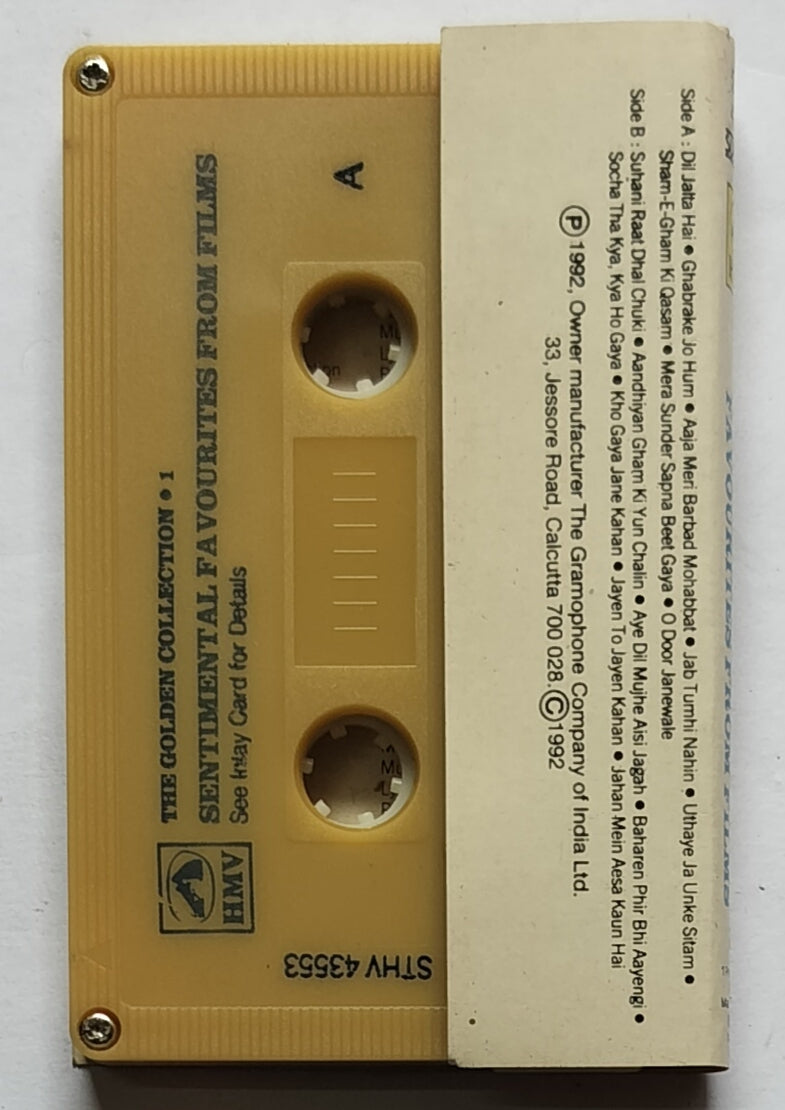 A
THE GOLDEN COLLECTION • 1
SENTIMENTAL FAVOURITES FROM FILMS
See Inlay Card for Details
HMV
STHV 43553
FAVOURITES FROM FILMS
Side A : Dil Jalta Hai • Ghabrake Jo Hum • Aaja Meri Barbad Mohabbat • Jab Tumhi Nahin • Uthaye Ja Unke Sitam •
Sham-E-Gham Ki Qasam • Mera Sunder Sapna Beet Gaya • O Door Janewale
Side B : Suhani Raat Dhal Chuki • Aandhiyan Gham Ki Yun Chalin • Aye Dil Mujhe Aisi Jagah • Baharen Phir Bhi Aayengi •
Socha Tha Kya, Kya Ho Gaya • Kho Gaya Jane Kahan • Jayen To Jayen Kahan • Jahan Mein Aesa Kaun Hai
Ⓟ 1992, Owner manufacturer The Gramophone Company of India Ltd.
33, Jessore Road, Calcutta 700 028. Ⓒ 1992